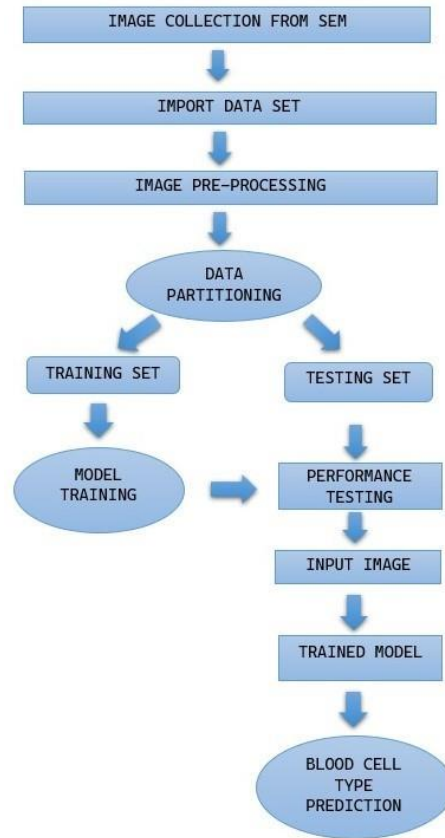 IMAGE COLLECTION FROM SEM
IMPORT DATA SET
IMAGE PRE-PROCESSING
DATA
PARTITIONING
TRAINING SET
TESTING SET
MODEL
TRAINING
PERFORMANCE
TESTING
INPUT IMAGE
TRAINED MODEL
BLOOD CELL
TYPE
PREDICTION